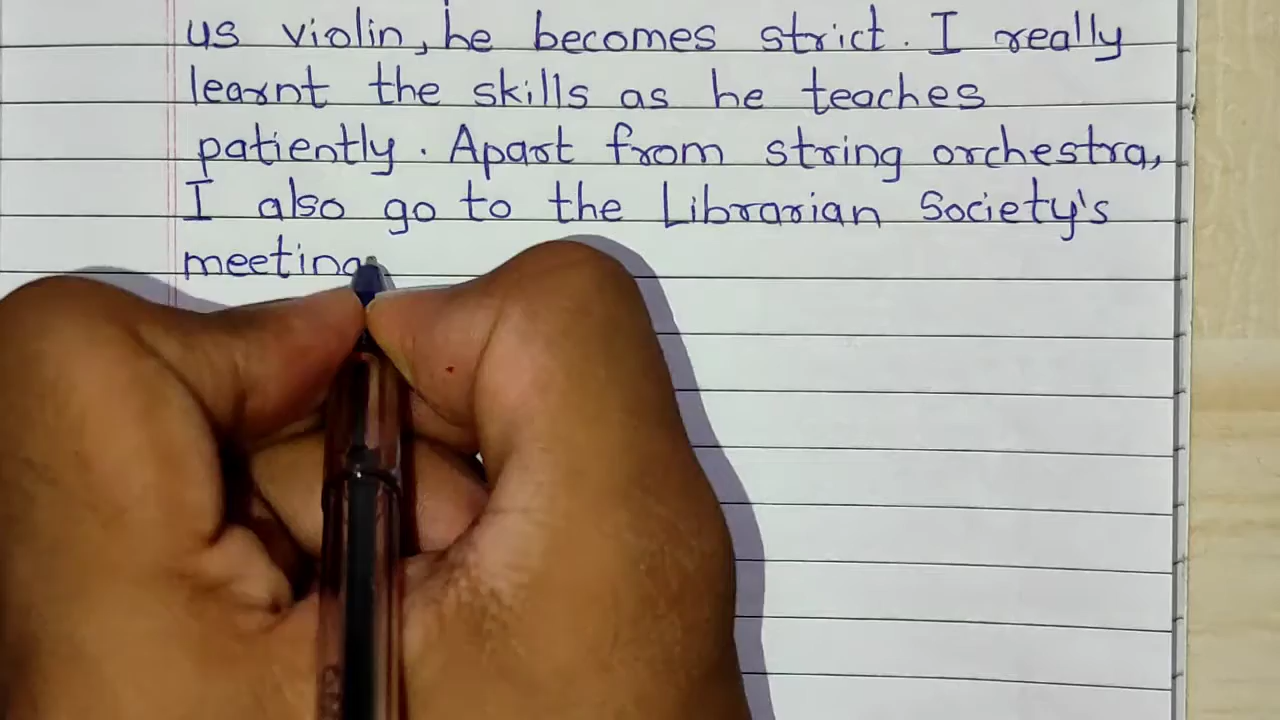 us violin, he becomes strict. I really
learnt the skills as he teaches
patiently. Apart from string orchestra,
I also go to the Librarian Society's
meeting